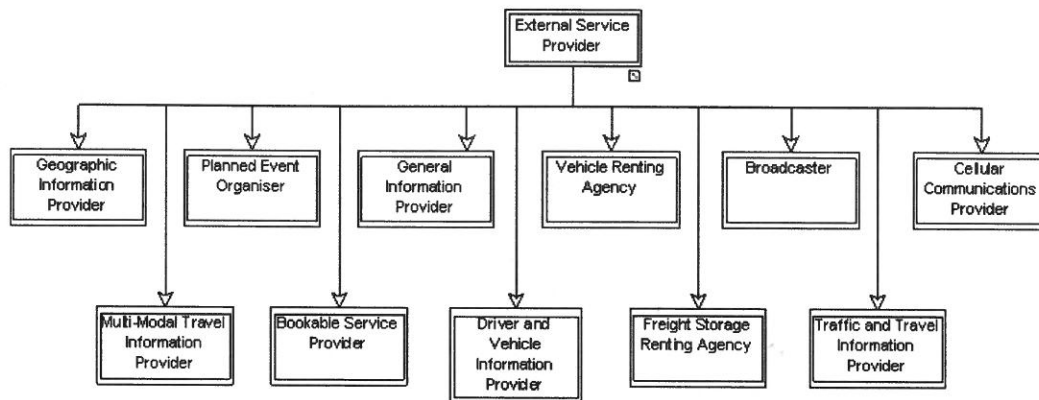 External Service
Provider
Geographic
Information
Provider
Planned Event
Organiser
General
Information
Provider
Vehicle Renting
Agency
Broadcaster
Cellular
Communications
Provider
Multi-Modal Travel
Information
Provider
Bookable Service
Provider
Driver and
Vehicle
Information
Provider
Freight Storage
Renting Agency
Traffic and Travel
Information
Provider